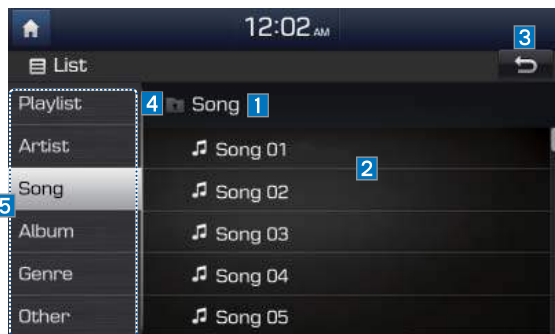 12:02 AM
3
List
Playlist
4 Song 1
Artist
Song 01
2
Song
Song 02
5
Album
Song 03
Genre
Song 04
Other
Song 05